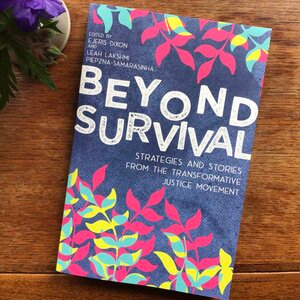 EDITED BY
EJERIS DIXON
AND
LEAH LAKSHMI
PIEPZNA-SAMARASINHA
BEYOND
SURVIVAL
STRATEGIES AND STORIES
FROM THE TRANSFORMATIVE
JUSTICE MOVEMENT